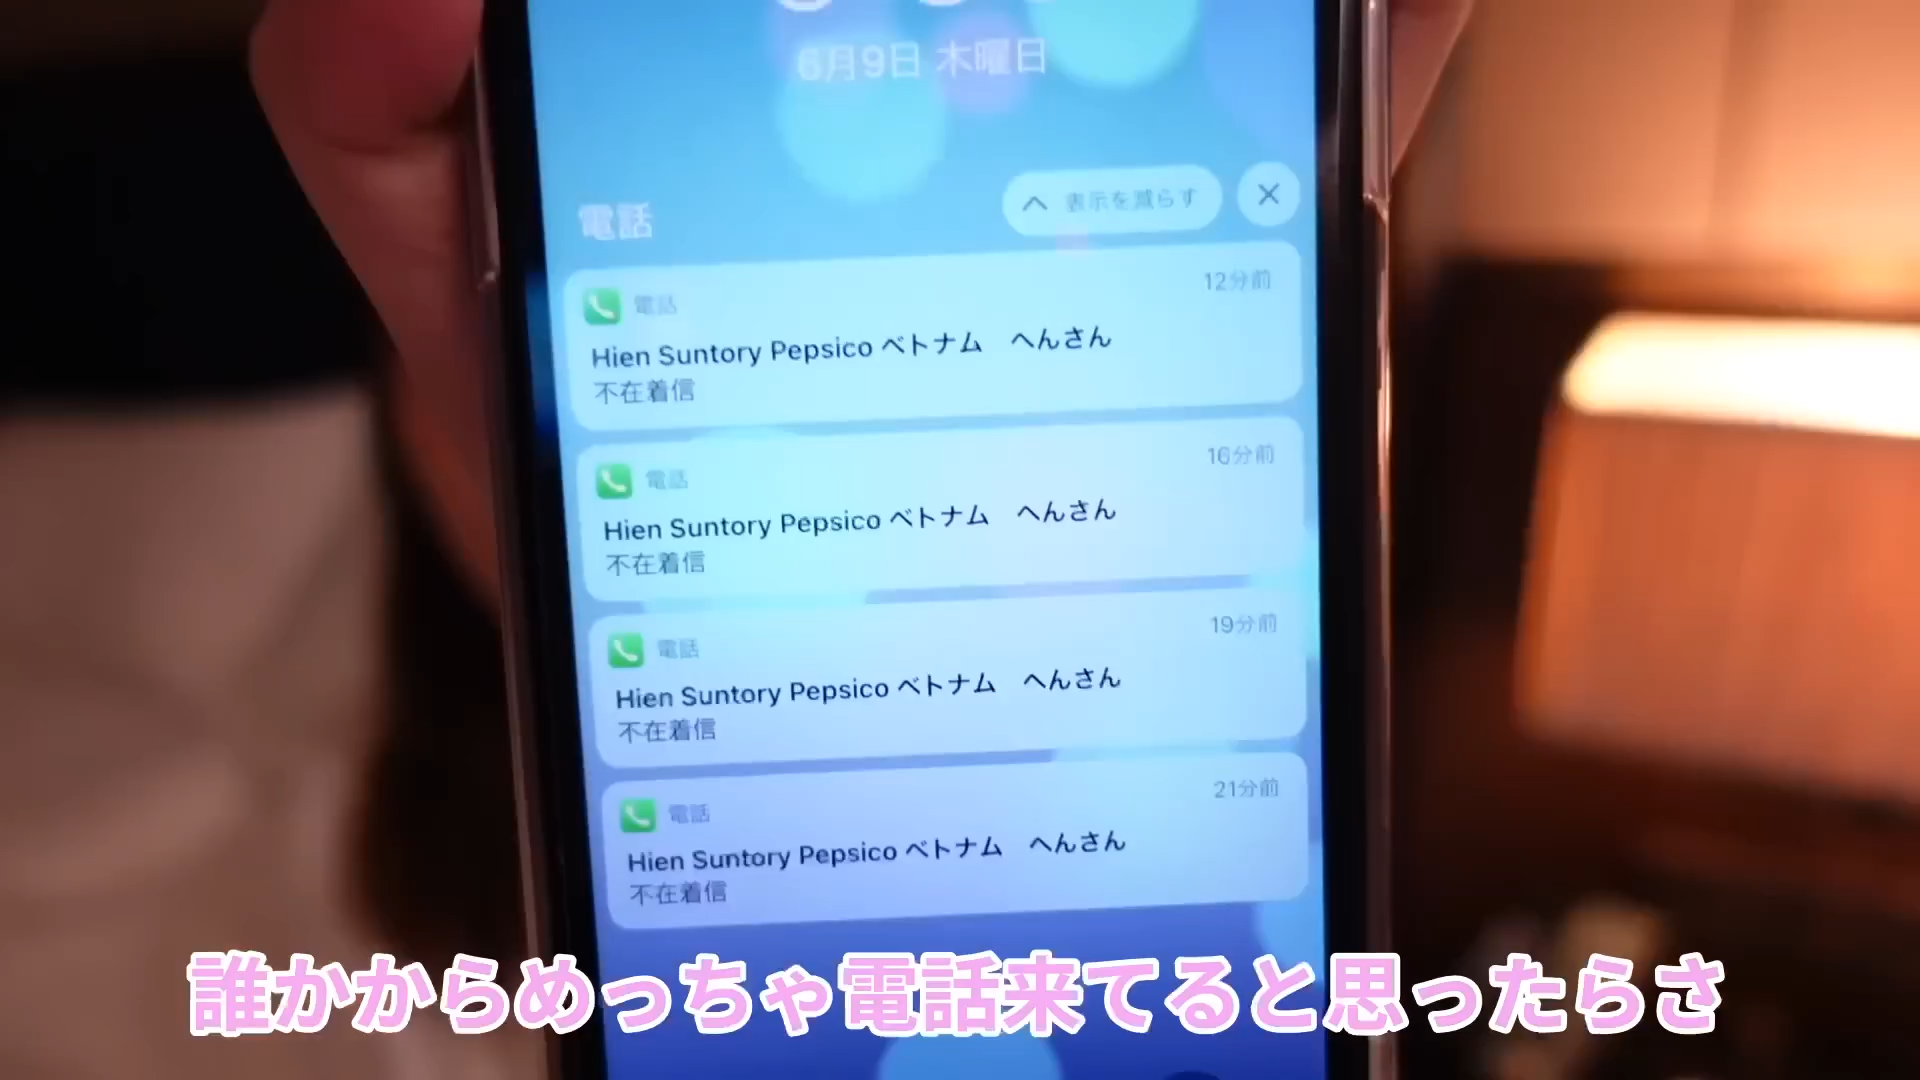 6月9日 木曜日
電話
表示を減らす
電話
12分前
Hien Suntory Pepsico ベトナム　へんさん
不在着信
電話
16分前
Hien Suntory Pepsico ベトナム　へんさん
不在着信
電話
19分前
Hien Suntory Pepsico ベトナム　へんさん
不在着信
電話
21分前
Hien Suntory Pepsico ベトナム　へんさん
不在着信
誰かからめっちゃ電話来てると思ったらさ